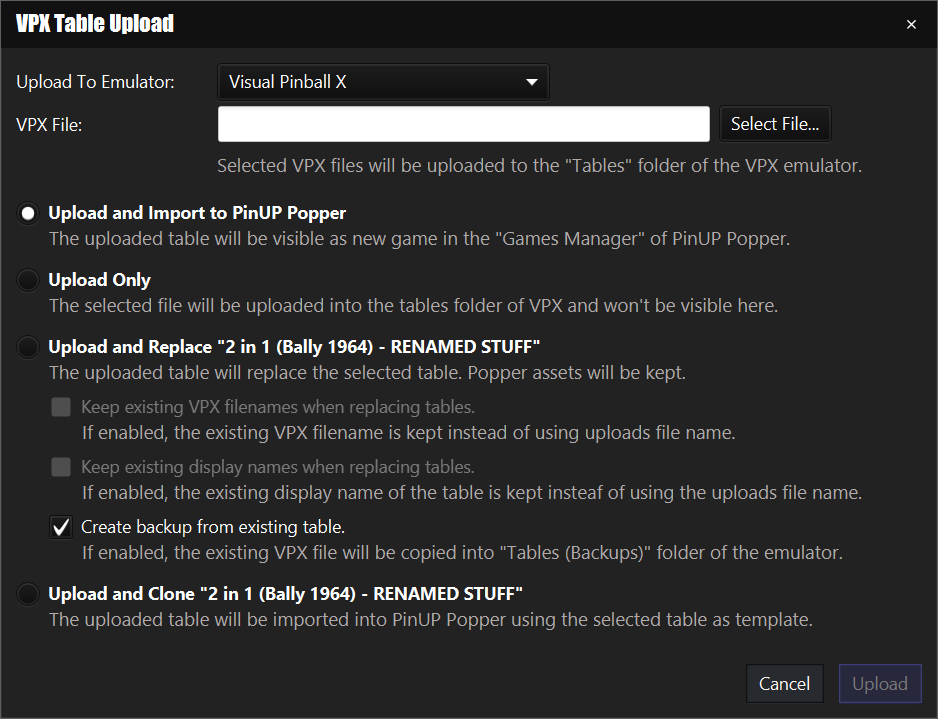 VPX Table Upload
Upload To Emulator: Visual Pinball X
VPX File: Select File...
Selected VPX files will be uploaded to the "Tables" folder of the VPX emulator.
Upload and Import to PinUP Popper
The uploaded table will be visible as new game in the "Games Manager" of PinUP Popper.
Upload Only
The selected file will be uploaded into the tables folder of VPX and won't be visible here.
Upload and Replace "2 in 1 (Bally 1964) - RENAMED STUFF"
The uploaded table will replace the selected table. Popper assets will be kept.
Keep existing VPX filenames when replacing tables.
If enabled, the existing VPX filename is kept instead of using uploads file name.
Keep existing display names when replacing tables.
If enabled, the existing display name of the table is kept insteaf of using the uploads file name.
Create backup from existing table.
If enabled, the existing VPX file will be copied into "Tables (Backups)" folder of the emulator.
Upload and Clone "2 in 1 (Bally 1964) - RENAMED STUFF"
The uploaded table will be imported into PinUP Popper using the selected table as template.
Cancel Upload